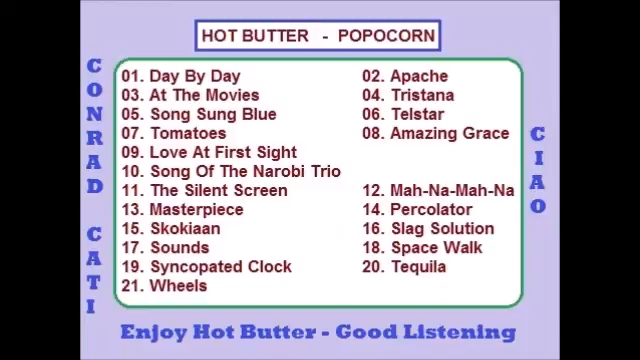 HOT BUTTER - POPOCORN
CONRAD CATI
01. Day By Day 02. Apache
03. At The Movies 04. Tristana
05. Song Sung Blue 06. Telstar
07. Tomatoes 08. Amazing Grace
09. Love At First Sight
10. Song Of The Narobi Trio
11. The Silent Screen 12. Mah-Na-Mah-Na
13. Masterpiece 14. Percolator
15. Skokiaan 16. Slag Solution
17. Sounds 18. Space Walk
19. Syncopated Clock 20. Tequila
21. Wheels
CIAO
Enjoy Hot Butter - Good Listening